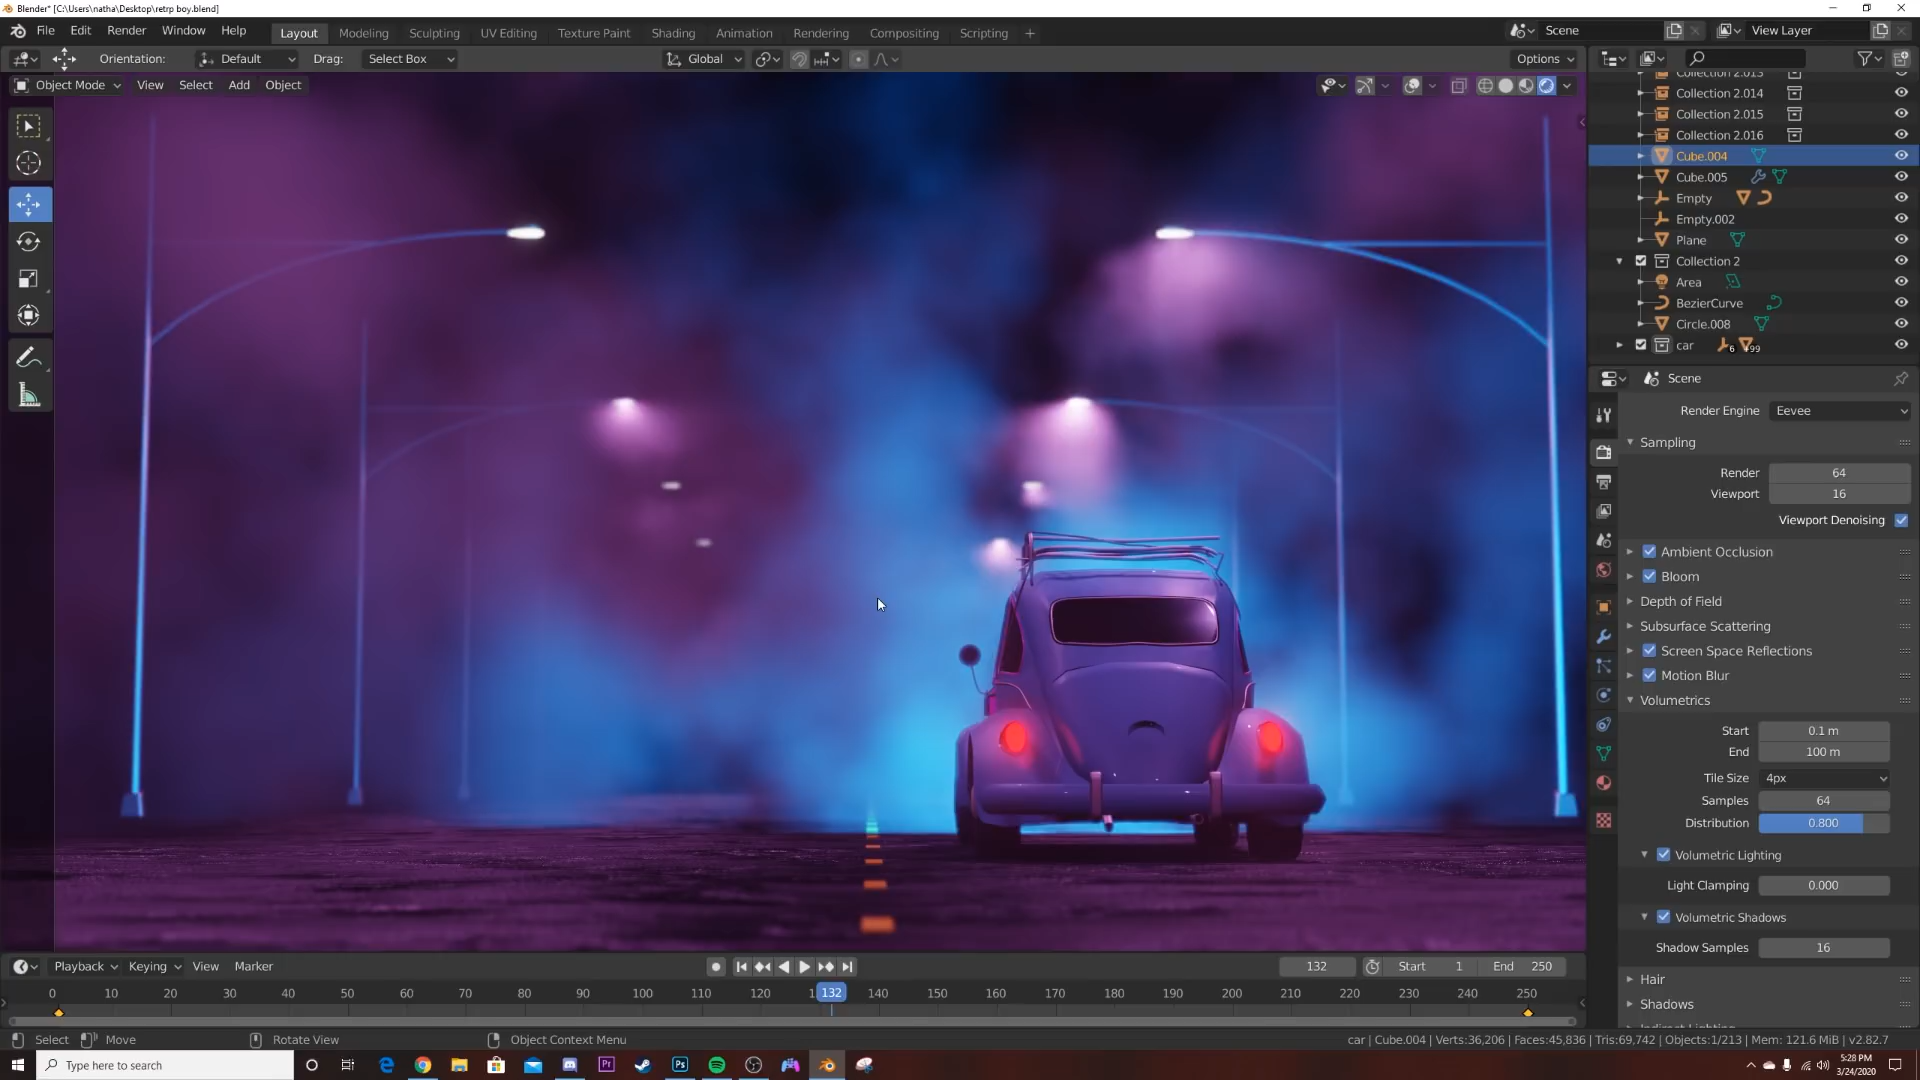 Blender* [C:\Users\natha\Desktop\retrp boy.blend]
File Edit Render Window Help Layout Modeling Sculpting UV Editing Texture Paint Shading Animation Rendering Compositing Scripting + Scene View Layer
Orientation: Default Drag: Select Box Global Options
Object Mode View Select Add Object
Collection 2.013
Collection 2.014
Collection 2.015
Collection 2.016
Cube.004
Cube.005
Empty
Empty.002
Plane
Collection 2
Area
BezierCurve
Circle.008
car 6 +99
Scene
Render Engine Eevee
Sampling
Render 64
Viewport 16
Viewport Denoising
Ambient Occlusion
Bloom
Depth of Field
Subsurface Scattering
Screen Space Reflections
Motion Blur
Volumetrics
Start 0.1 m
End 100 m
Tile Size 4px
Samples 64
Distribution 0.800
Volumetric Lighting
Light Clamping 0.000
Volumetric Shadows
Shadow Samples 16
Hair
Shadows
Indirect Lighting
Playback Keying View Marker 132 Start 1 End 250
0 10 20 30 40 50 60 70 80 90 100 110 120 132 140 150 160 170 180 190 200 210 220 230 240 250
Select Move Rotate View Object Context Menu car | Cube.004 | Verts:36,206 | Faces:45,836 | Tris:69,742 | Objects:1/213 | Mem: 121.6 MiB | v2.82.7
Type here to search
5:28 PM
3/24/2020